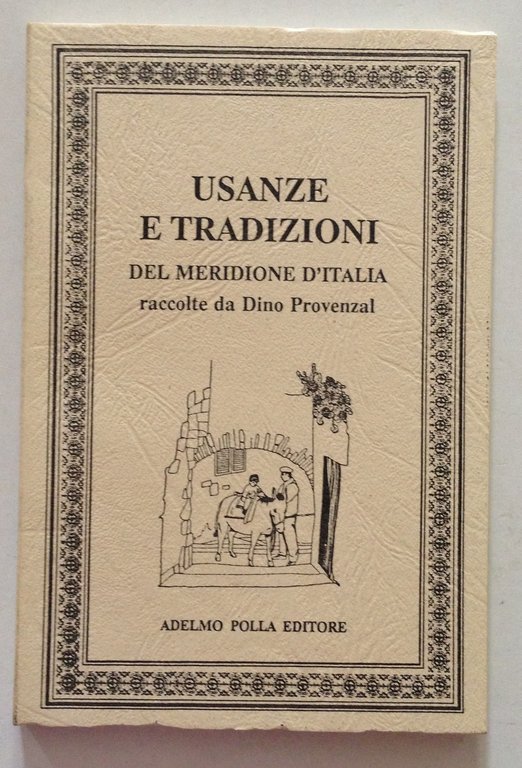 USANZE
E TRADIZIONI
DEL MERIDIONE D'ITALIA
raccolte da Dino Provenzal
ADELMO POLLA EDITORE